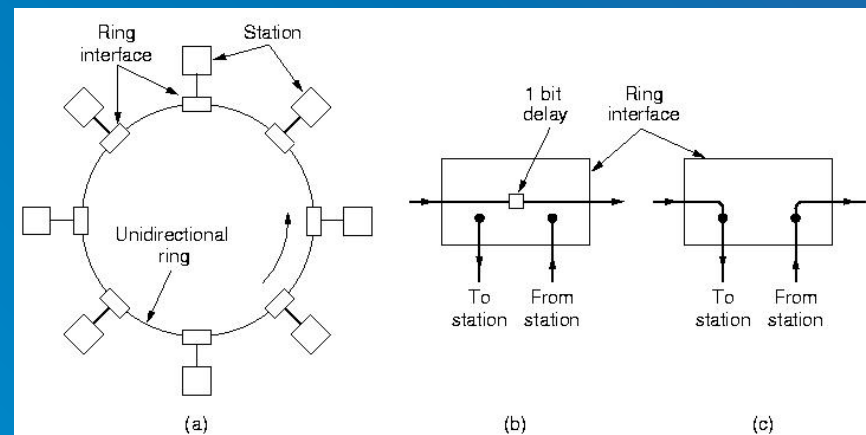 Ring
interface
Station
Unidirectional
ring
(a)
1 bit
delay
Ring
interface
To
station
From
station
(b)
To
station
From
station
(c)